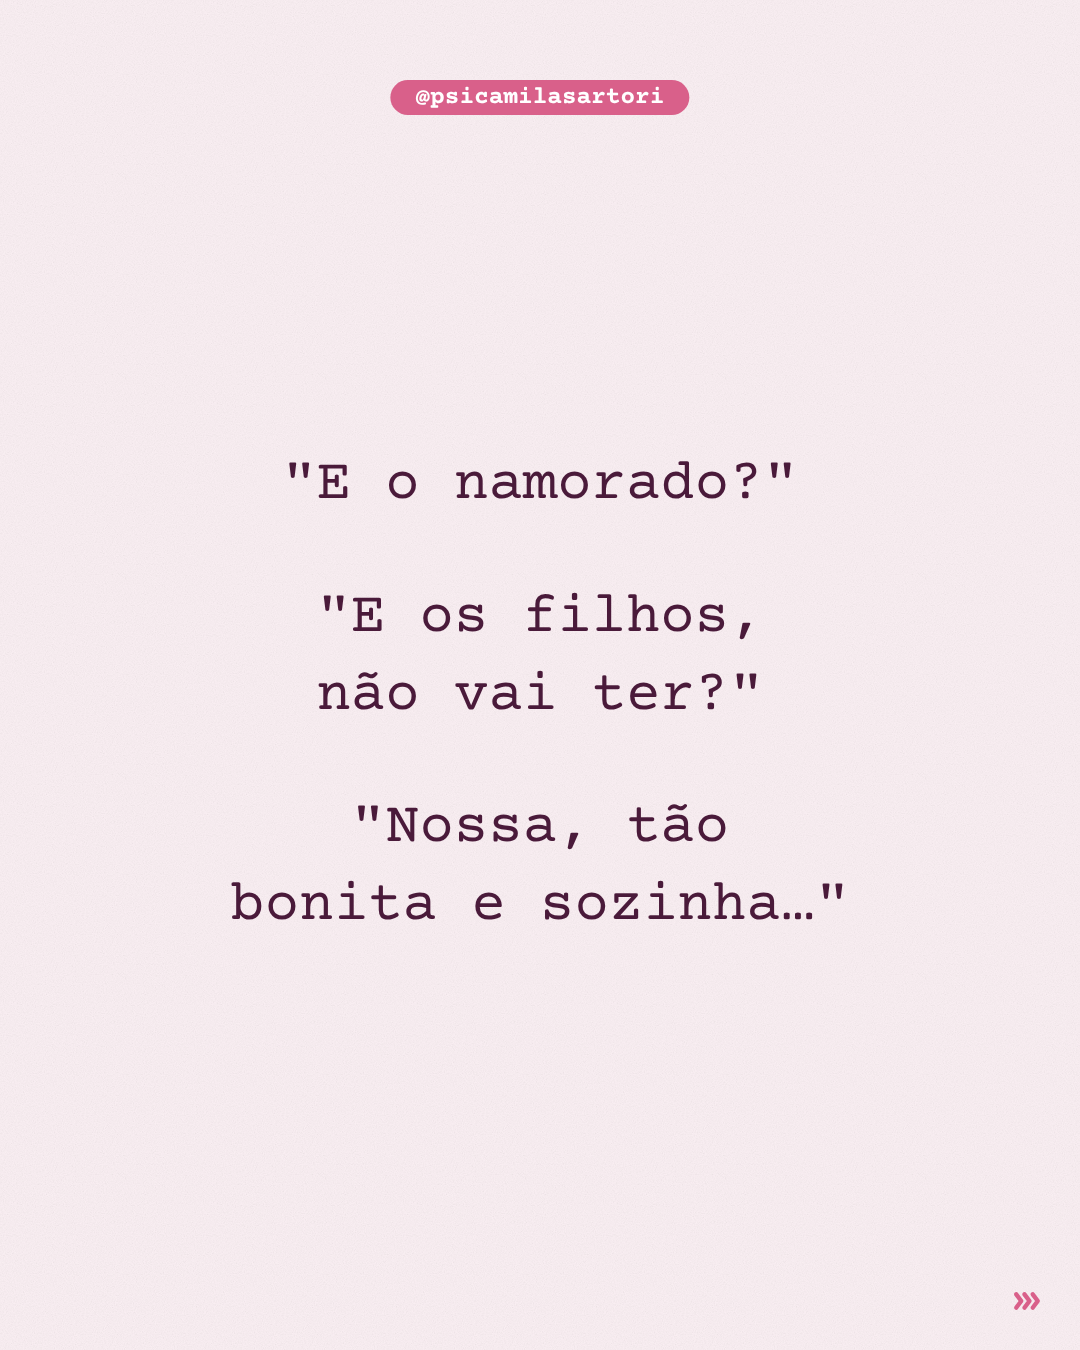 @psicamilasartori
"E o namorado?"
"E os filhos,
não vai ter?"
"Nossa, tão
bonita e sozinha…"